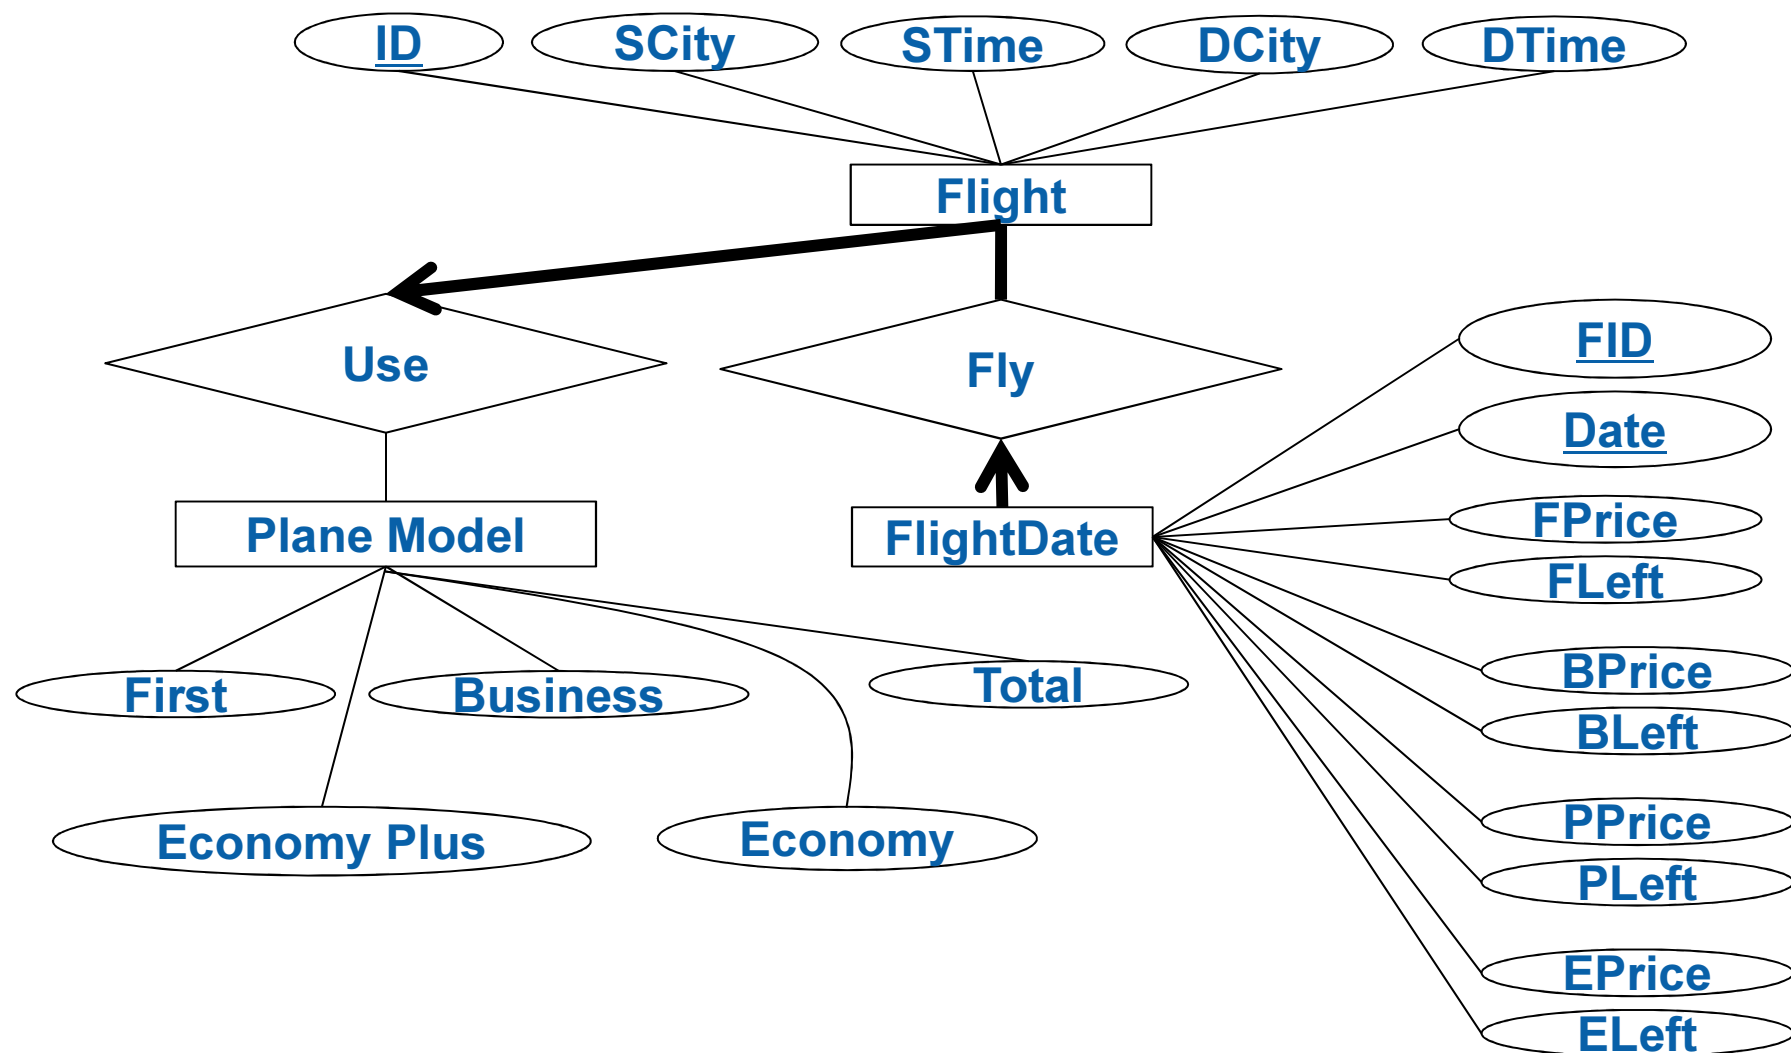 ID
SCity
STime
DCity
DTime
Flight
Use
Fly
FID
Date
FPrice
FLeft
Plane Model
FlightDate
First
Business
Total
BPrice
BLeft
Economy Plus
Economy
PPrice
PLeft
EPrice
ELeft